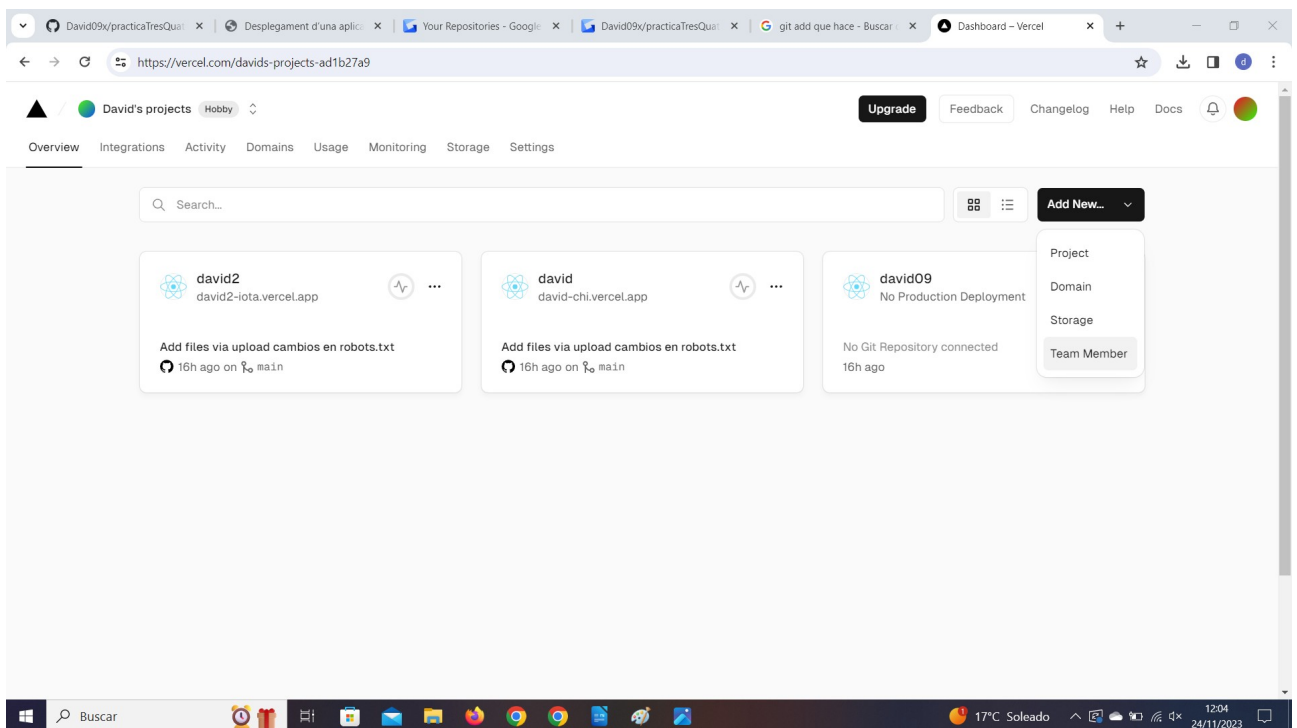 David09x/practicaTresQuat
Desplegament d'una aplic
Your Repositories - Google
David09x/practicaTresQuat
git add que hace - Buscar
Dashboard – Vercel
https://vercel.com/davids-projects-ad1b27a9
d
David's projects Hobby
Upgrade Feedback Changelog Help Docs
Overview Integrations Activity Domains Usage Monitoring Storage Settings
Search...
Add New...
Project
Domain
Storage
Team Member
david2
david2-iota.vercel.app
Add files via upload cambios en robots.txt
16h ago on main
david
david-chi.vercel.app
Add files via upload cambios en robots.txt
16h ago on main
david09
No Production Deployment
No Git Repository connected
16h ago
Buscar
17°C Soleado
12:04
24/11/2023